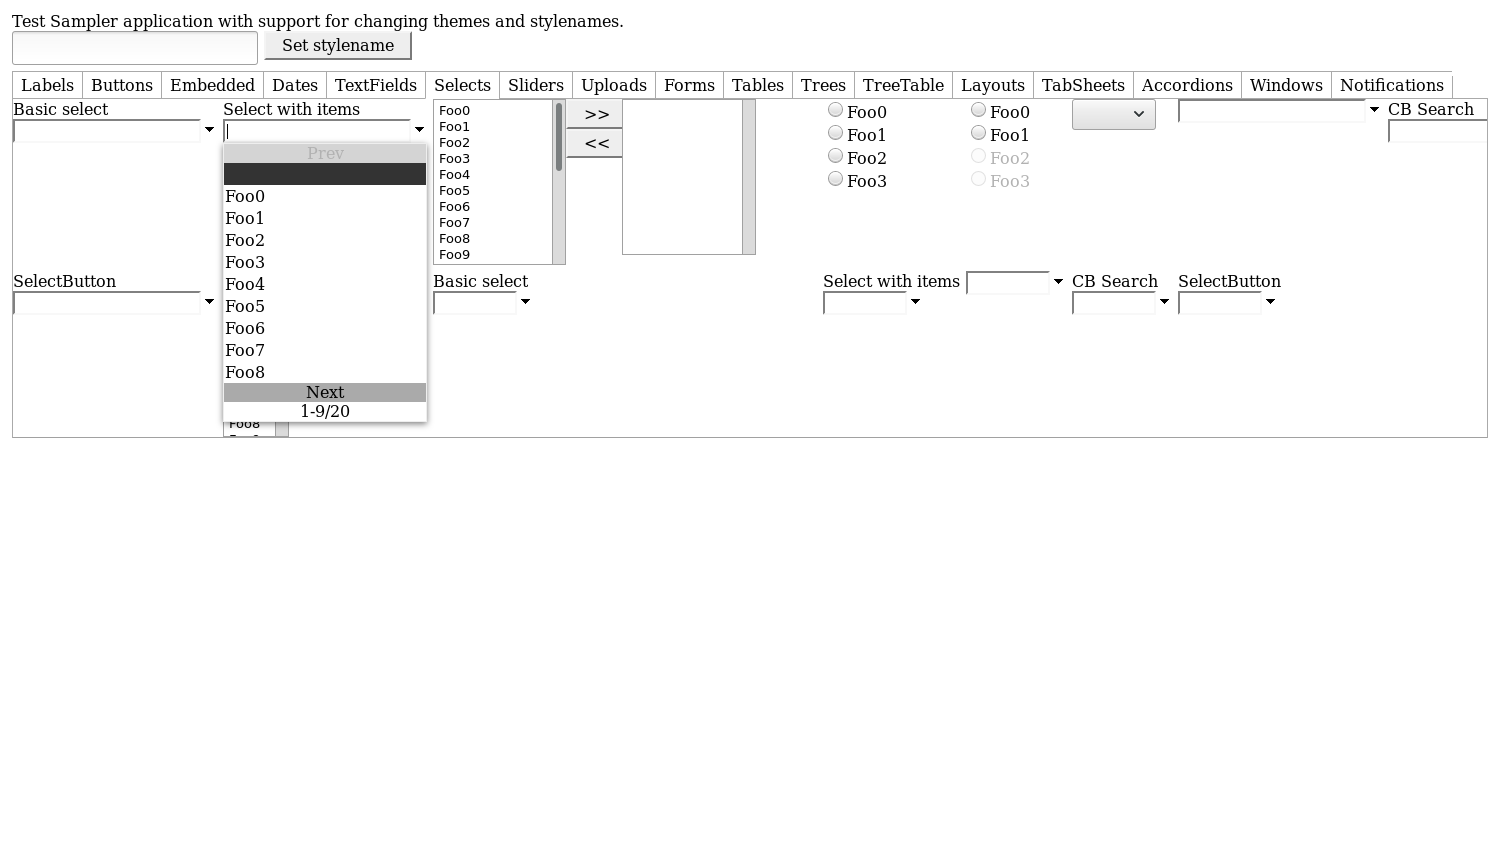 Test Sampler application with support for changing themes and stylenames.
Set stylename
Labels Buttons Embedded Dates TextFields Selects Sliders Uploads Forms Tables Trees TreeTable Layouts TabSheets Accordions Windows Notifications
Basic select
Select with items
Prev
Foo0
Foo1
Foo2
Foo3
Foo4
Foo5
Foo6
Foo7
Foo8
Next
1-9/20
Foo0
Foo1
Foo2
Foo3
Foo4
Foo5
Foo6
Foo7
Foo8
Foo9
>>
<<
Foo0
Foo1
Foo2
Foo3
Foo0
Foo1
Foo2
Foo3
CB Search
SelectButton
Foo8
Basic select
Select with items
CB Search
SelectButton